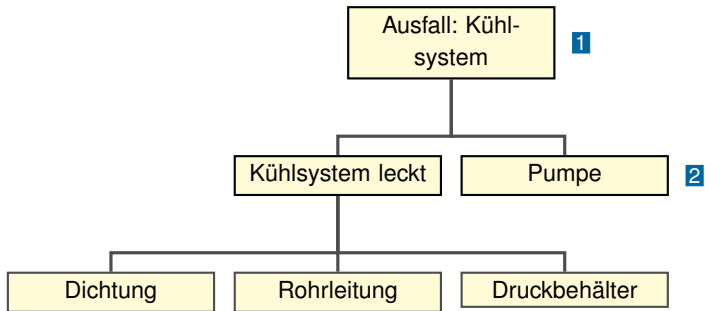 Ausfall: Kühl-
system
1
Kühlsystem leckt
Pumpe
2
Dichtung
Rohrleitung
Druckbehälter